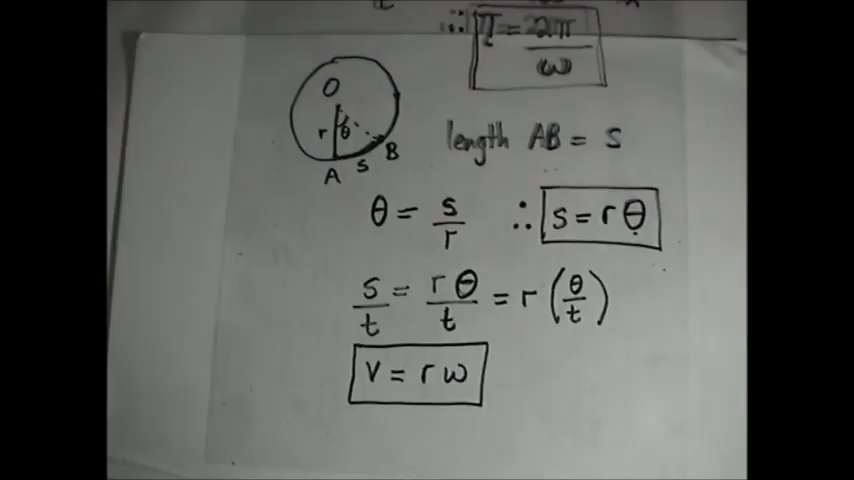 ∴ T = 2π/ω
O
r θ
A S B
length AB = S
θ = s/r ∴ s = rθ
s/t = rθ/t = r (θ/t)
v = rω